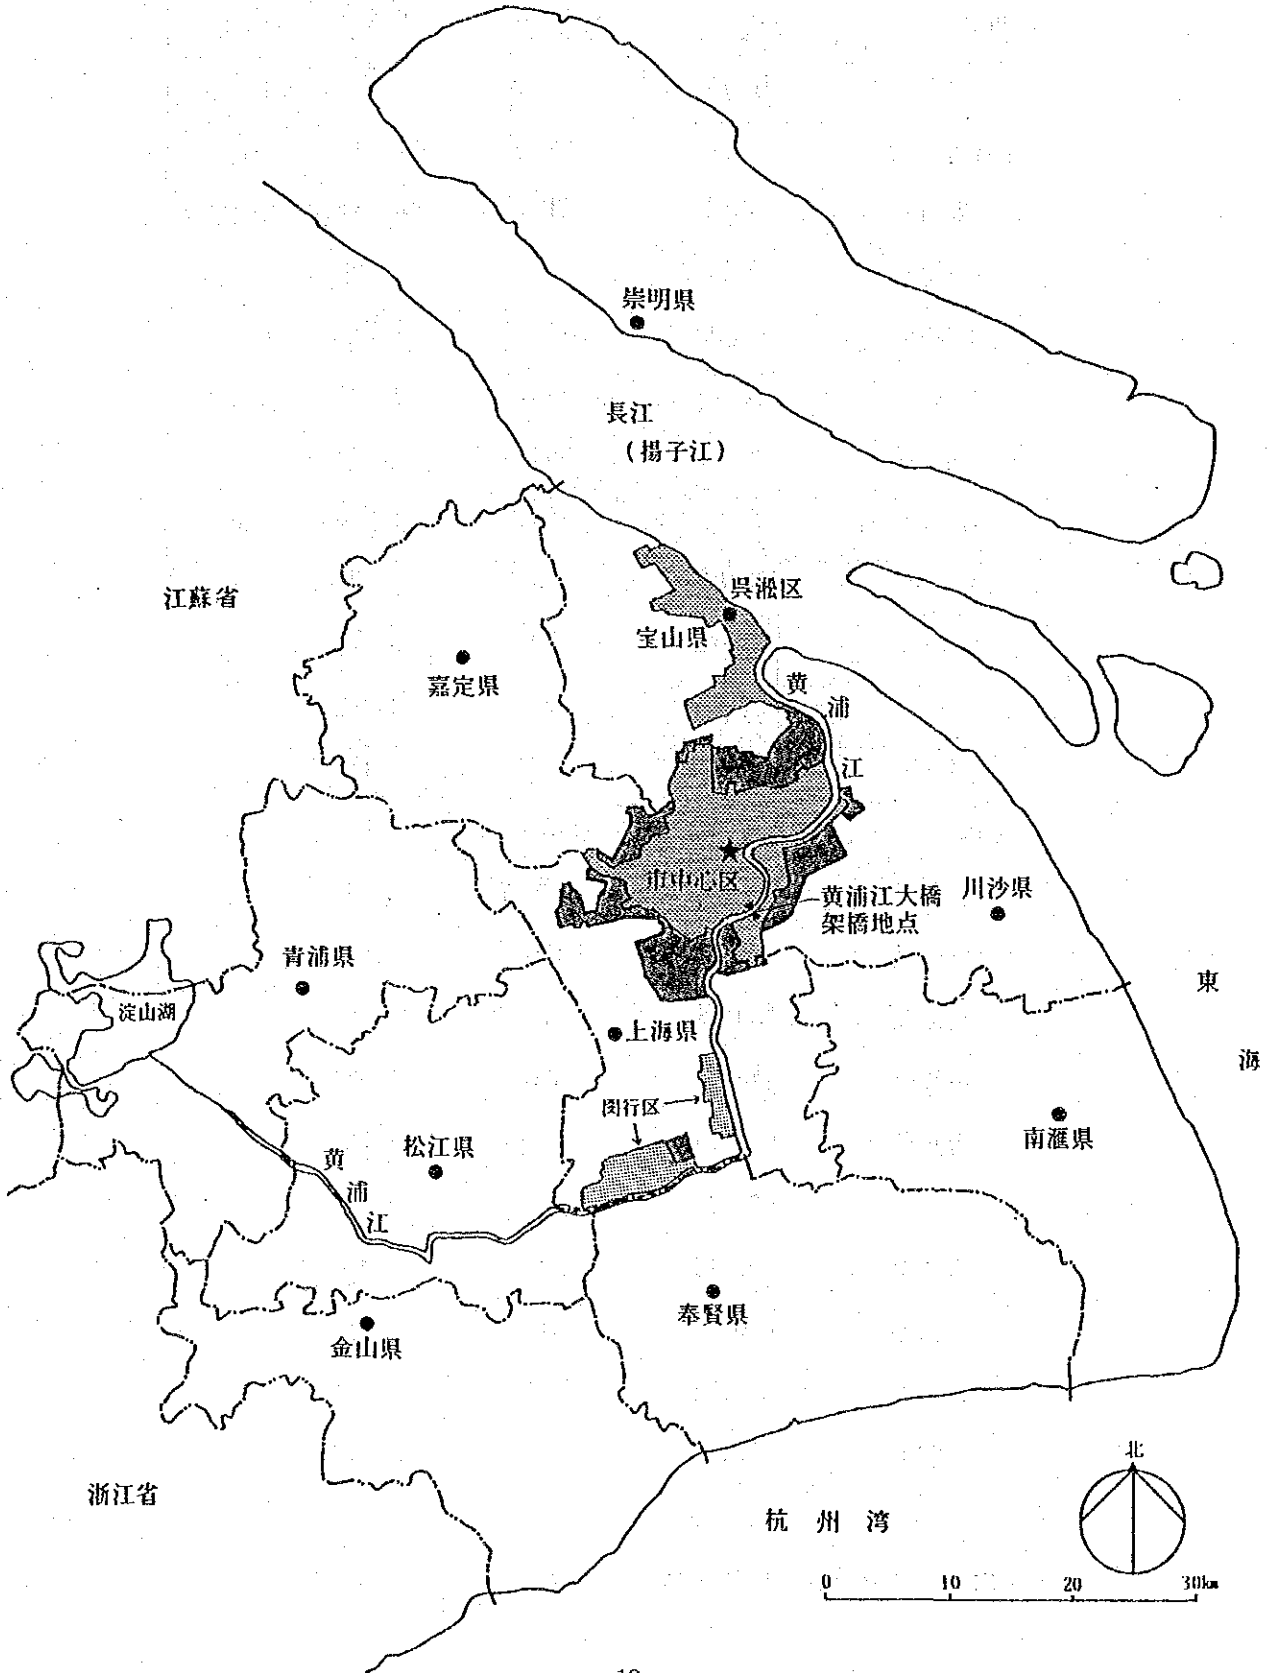 崇明県
長江
(揚子江)
江蘇省
呉淞区
宝山県
嘉定県
黄浦江
市中心区
川沙県
黄浦江大橋
架橋地点
青浦県
淀山湖
東海
上海県
閔行区
松江県
南滙県
黄浦江
奉賢県
金山県
浙江省
杭州湾
北
0 10 20 30km